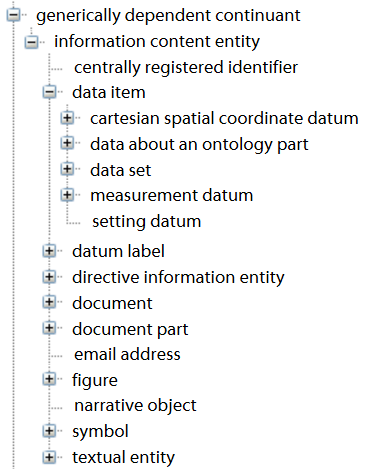 generically dependent continuant
information content entity
centrally registered identifier
data item
cartesian spatial coordinate datum
data about an ontology part
data set
measurement datum
setting datum
datum label
directive information entity
document
document part
email address
figure
narrative object
symbol
textual entity